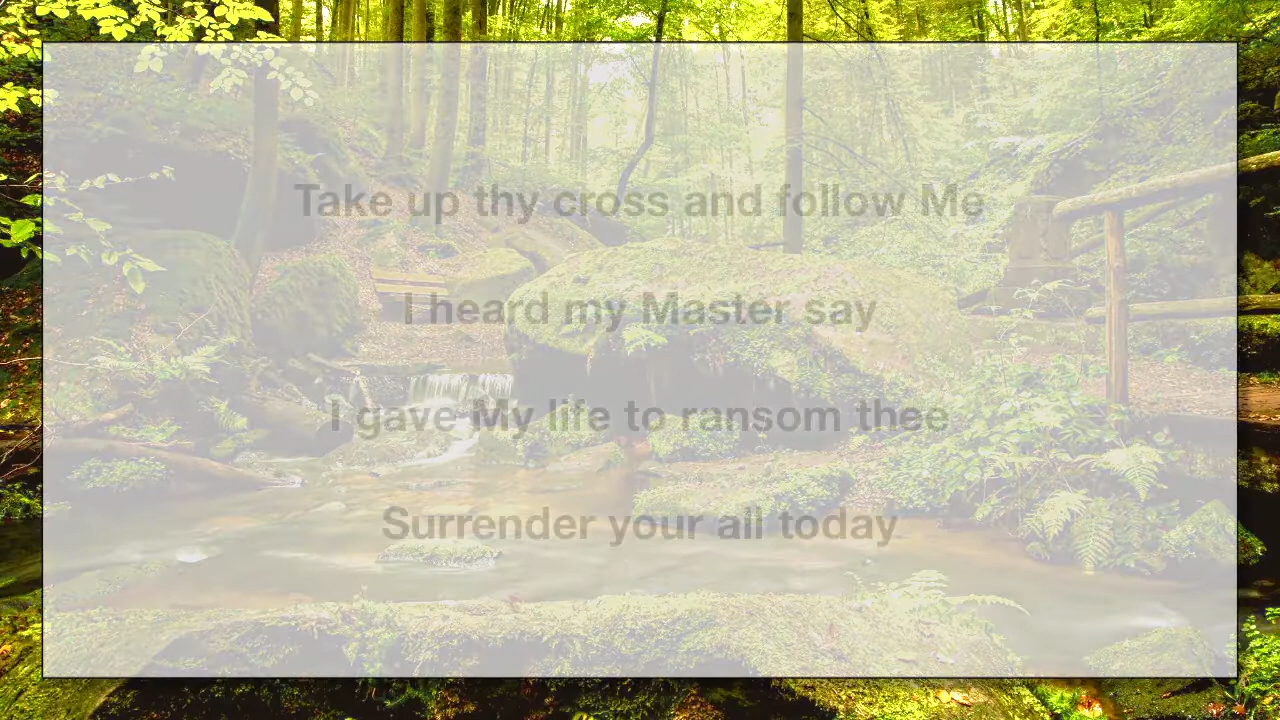 Take up thy cross and follow Me
I heard my Master say
I gave My life to ransom thee
Surrender your all today